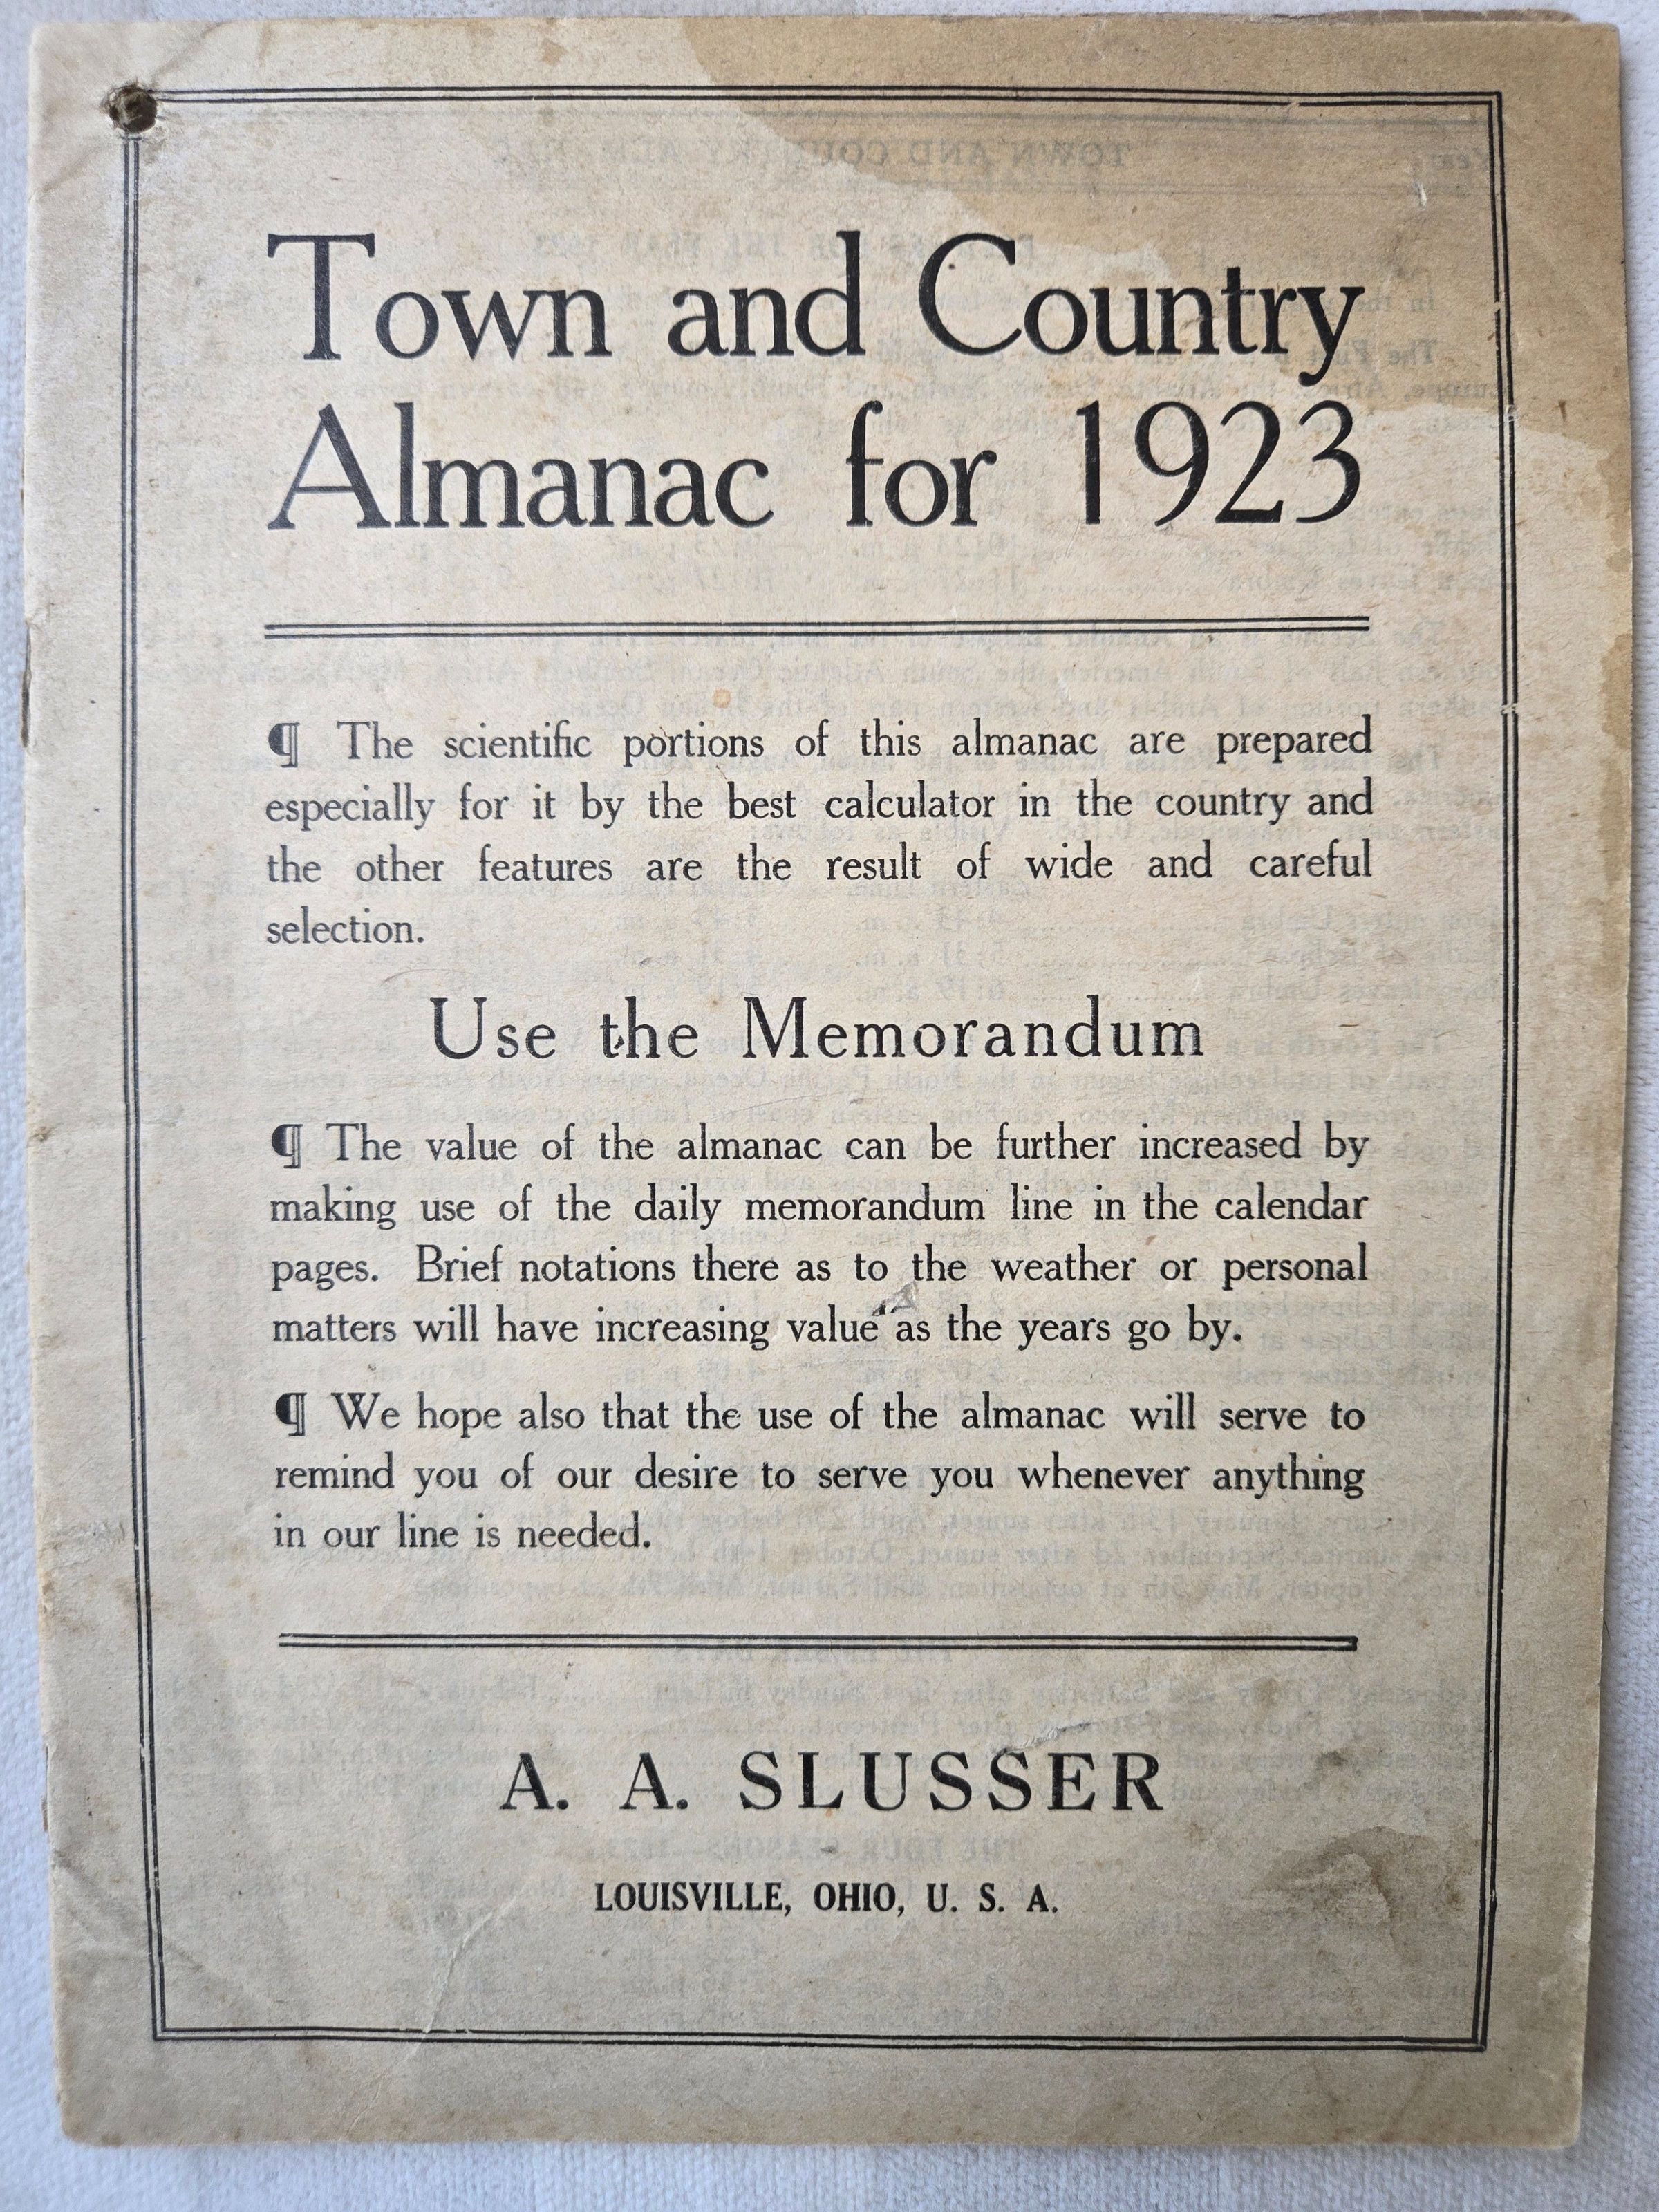 Town and Country
Almanac for 1923
¶ The scientific portions of this almanac are prepared
especially for it by the best calculator in the country and
the other features are the result of wide and careful
selection.
Use the Memorandum
¶ The value of the almanac can be further increased by
making use of the daily memorandum line in the calendar
pages. Brief notations there as to the weather or personal
matters will have increasing value as the years go by.
¶ We hope also that the use of the almanac will serve to
remind you of our desire to serve you whenever anything
in our line is needed.
A. A. SLUSSER
LOUISVILLE, OHIO, U. S. A.